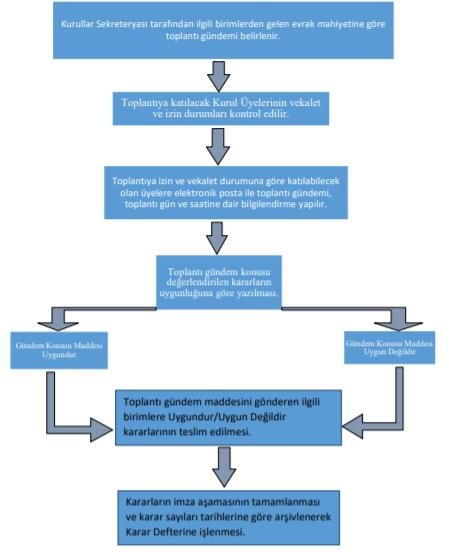 Kurullar Sekreteryası tarafından ilgili birimlerden gelen evrak mahiyetine göre
toplantı gündemi belirlenir.
Toplantıya katılacak Kurul Üyelerinin vekalet
ve izin durumları kontrol edilir.
Toplantıya izin ve vekalet durumuna göre katılabilecek
olan üyelere elektronik posta ile toplantı gündemi,
toplantı gün ve saatine dair bilgilendirme yapılır.
Toplantı gündem konusu
değerlendirilen kararların
uygunluğuna göre yazılması.
Gündem Konusu Maddesi
Uygundur
Gündem Konusu Maddesi
Uygun Değildir
Toplantı gündem maddesini gönderen ilgili
birimlere Uygundur/Uygun Değildir
kararlarının teslim edilmesi.
Kararların imza aşamasının tamamlanması
ve karar sayıları tarihlerine göre arşivlenerek
Karar Defterine işlenmesi.